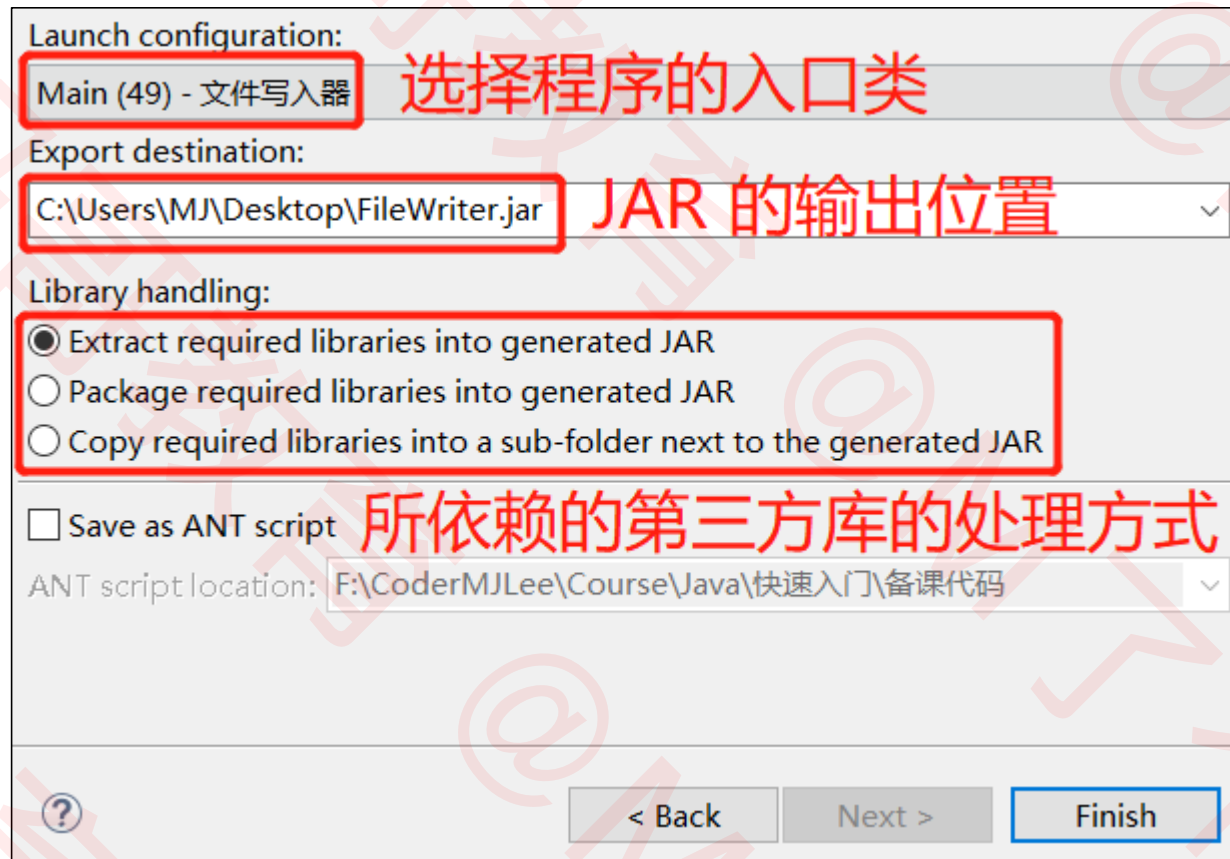 Launch configuration:
Main (49) - 文件写入器 选择程序的入口类
Export destination:
C:\Users\MJ\Desktop\FileWriter.jar JAR 的输出位置
Library handling:
Extract required libraries into generated JAR
Package required libraries into generated JAR
Copy required libraries into a sub-folder next to the generated JAR
Save as ANT script 所依赖的第三方库的处理方式
ANT script location: F:\CoderMJLee\Course\Java\快速入门\备课代码
? < Back Next > Finish